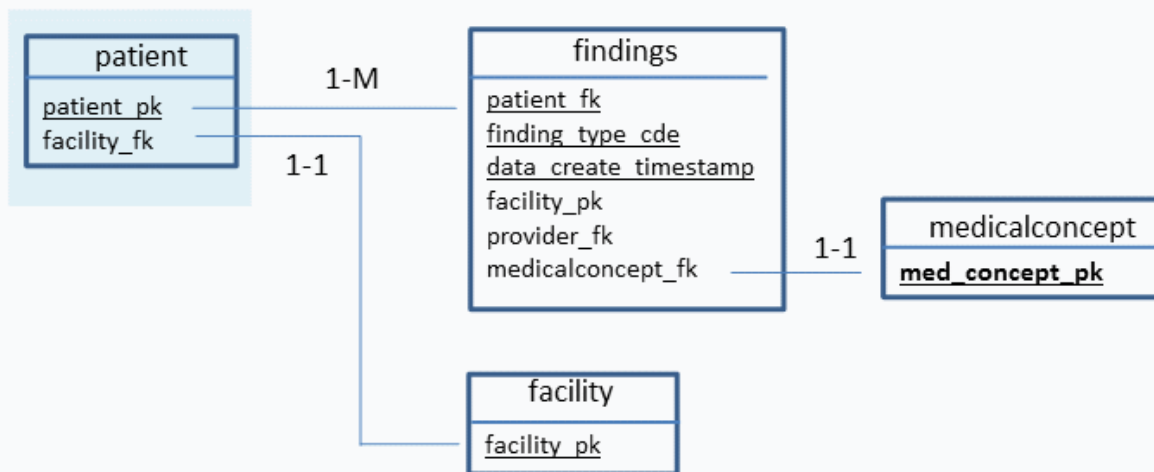 patient
patient_pk
facility_fk
1-M
1-1
findings
patient_fk
finding_type_cde
data_create_timestamp
facility_pk
provider_fk
medicalconcept_fk
1-1
medicalconcept
med_concept_pk
facility
facility_pk